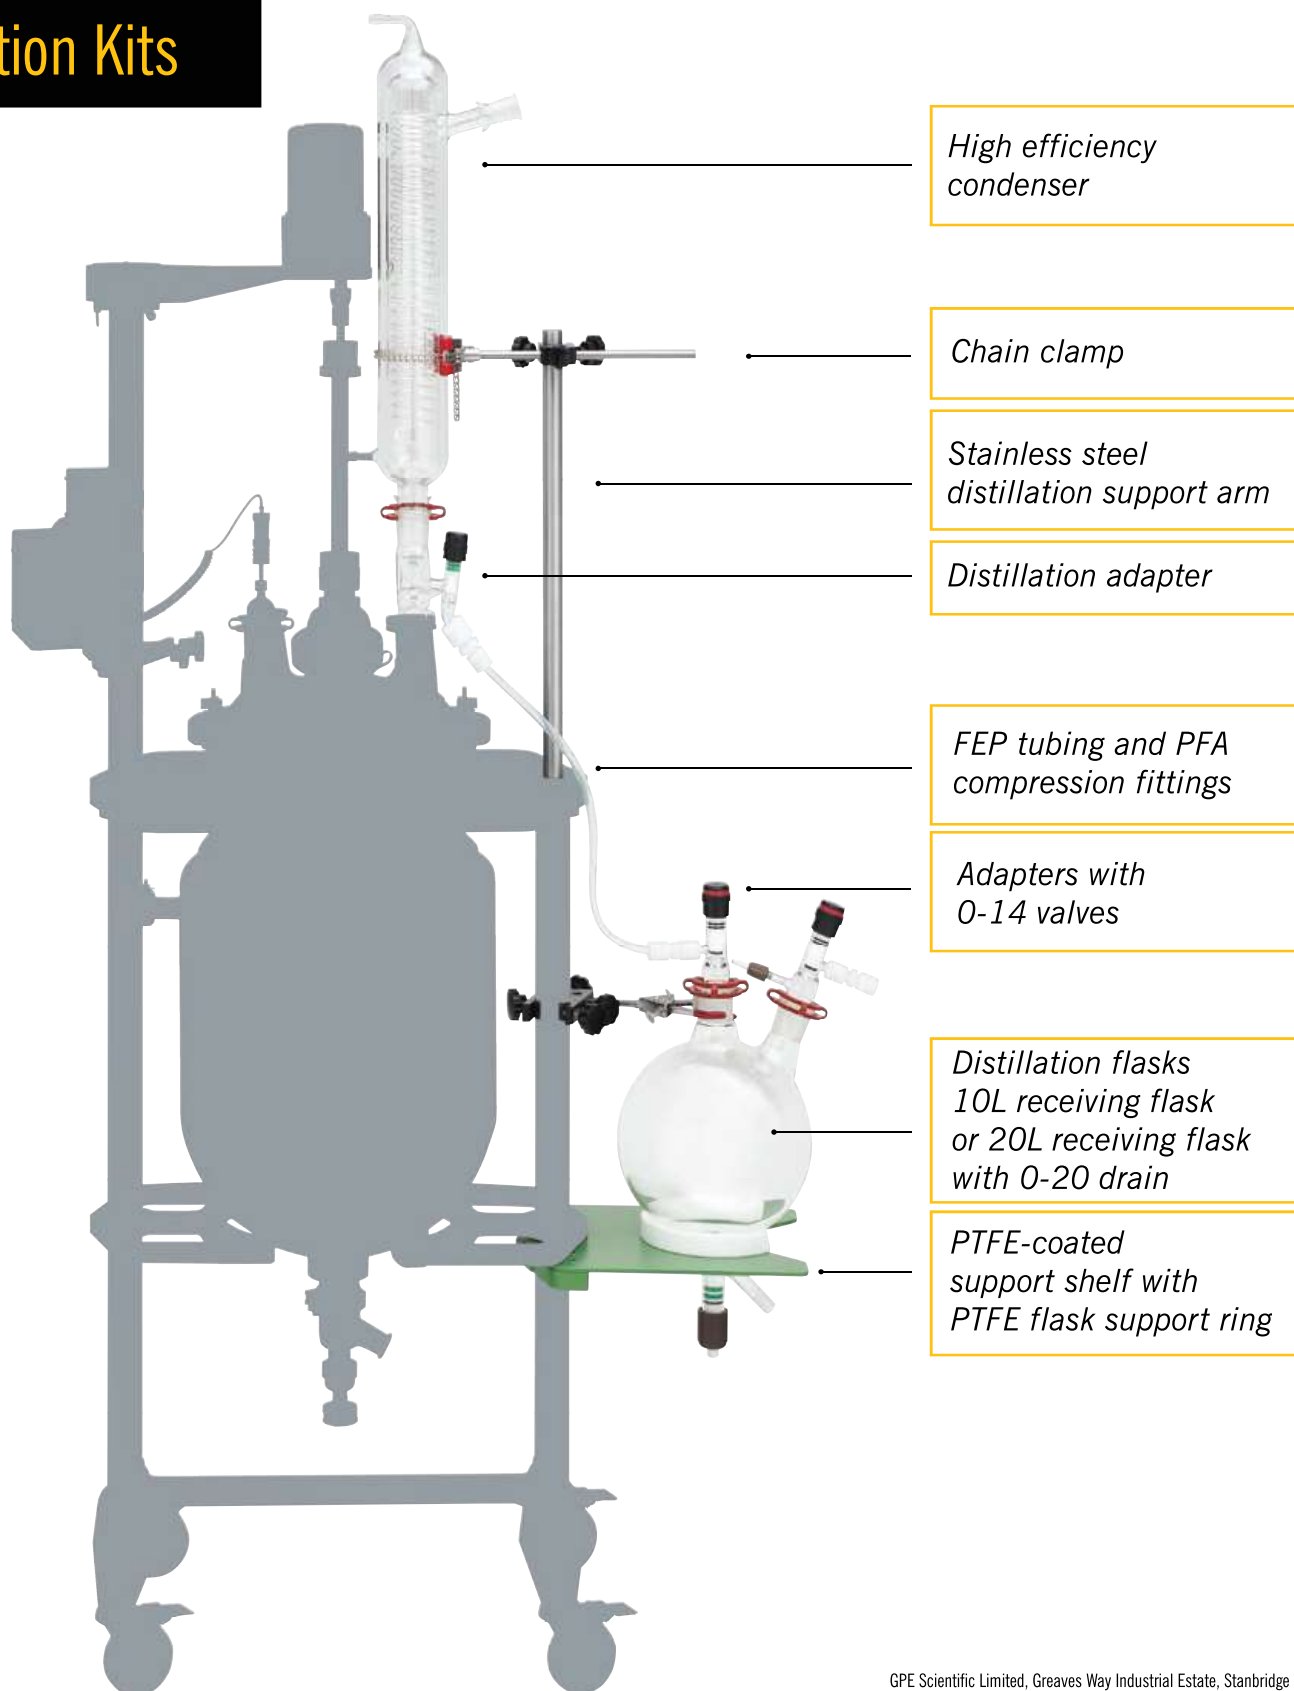 tion Kits
High efficiency
condenser
Chain clamp
Stainless steel
distillation support arm
Distillation adapter
FEP tubing and PFA
compression fittings
Adapters with
0-14 valves
Distillation flasks
10L receiving flask
or 20L receiving flask
with 0-20 drain
PTFE-coated
support shelf with
PTFE flask support ring
GPE Scientific Limited, Greaves Way Industrial Estate, Stanbridge